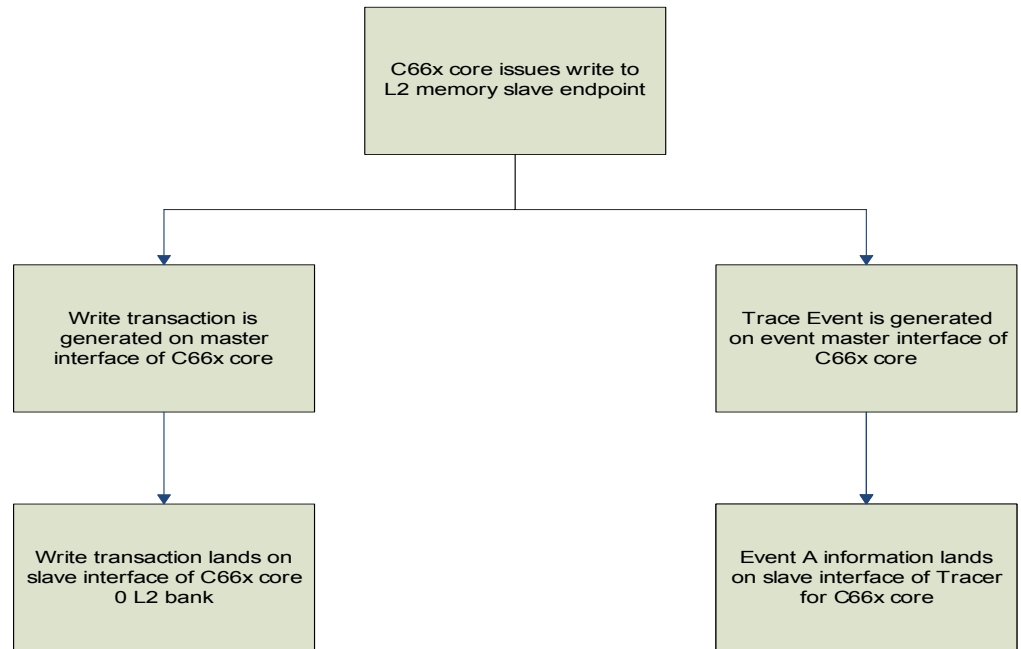 C66x core issues write to
L2 memory slave endpoint
Write transaction is
generated on master
interface of C66x core
Trace Event is generated
on event master interface of
C66x core
Write transaction lands on
slave interface of C66x core
0 L2 bank
Event A information lands
on slave interface of Tracer
for C66x core